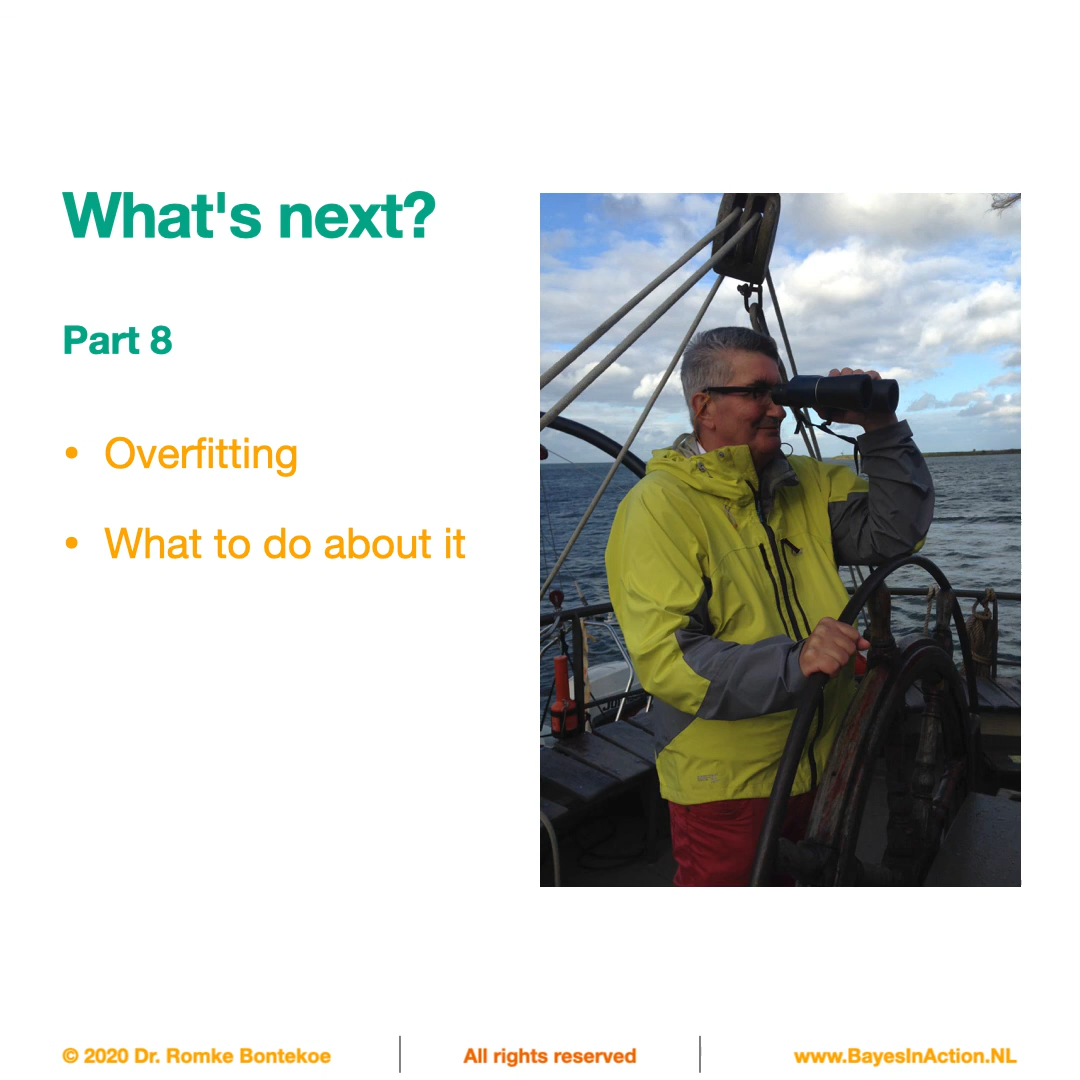 What's next?
Part 8
• Overfitting
• What to do about it
© 2020 Dr. Romke Bontekoe
All rights reserved
www.BayesInAction.NL